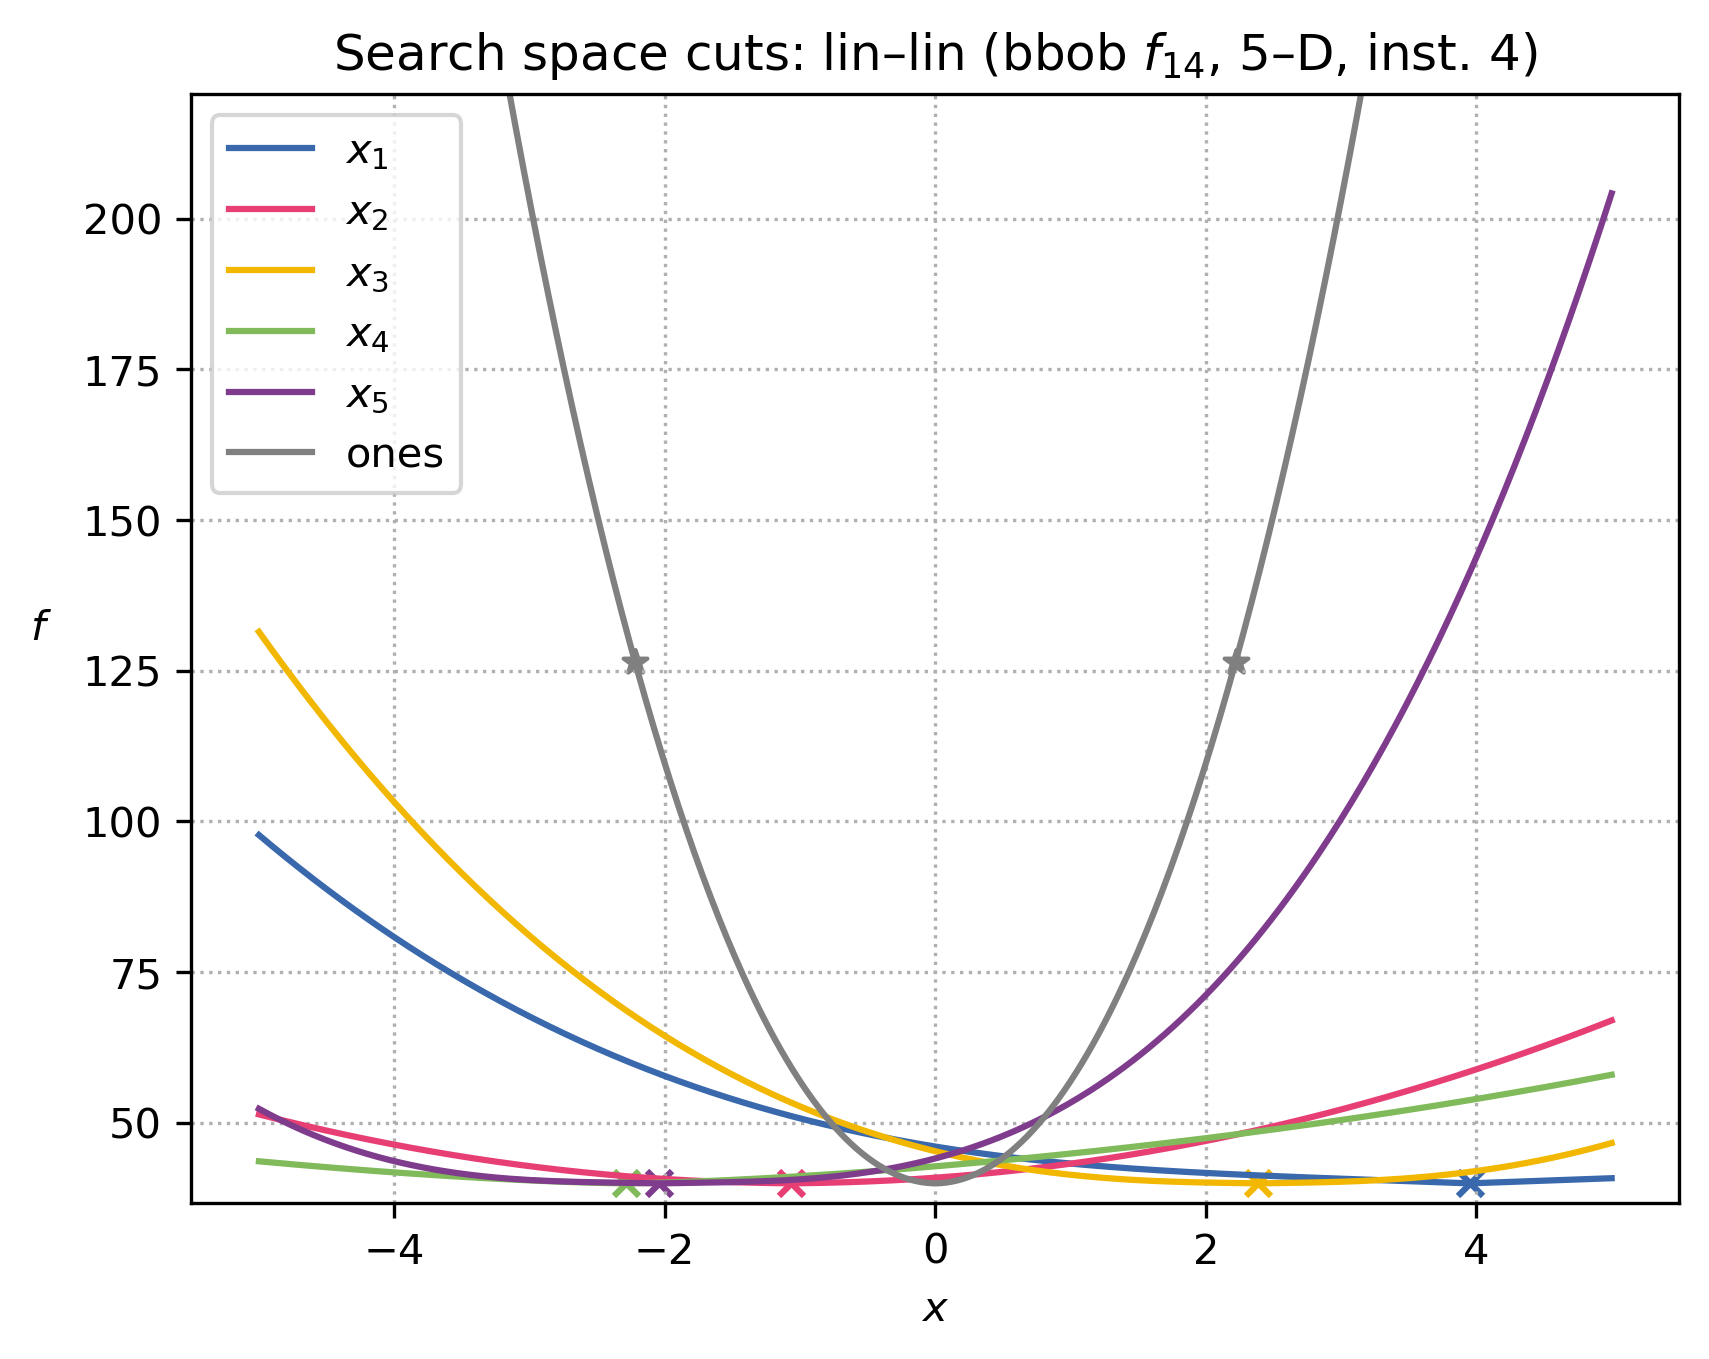 Search space cuts: lin–lin (bbob f₁₄, 5–D, inst. 4)
x₁
x₂
x₃
x₄
x₅
ones
200
175
150
125
100
75
50
f
−4 −2 0 2 4
x